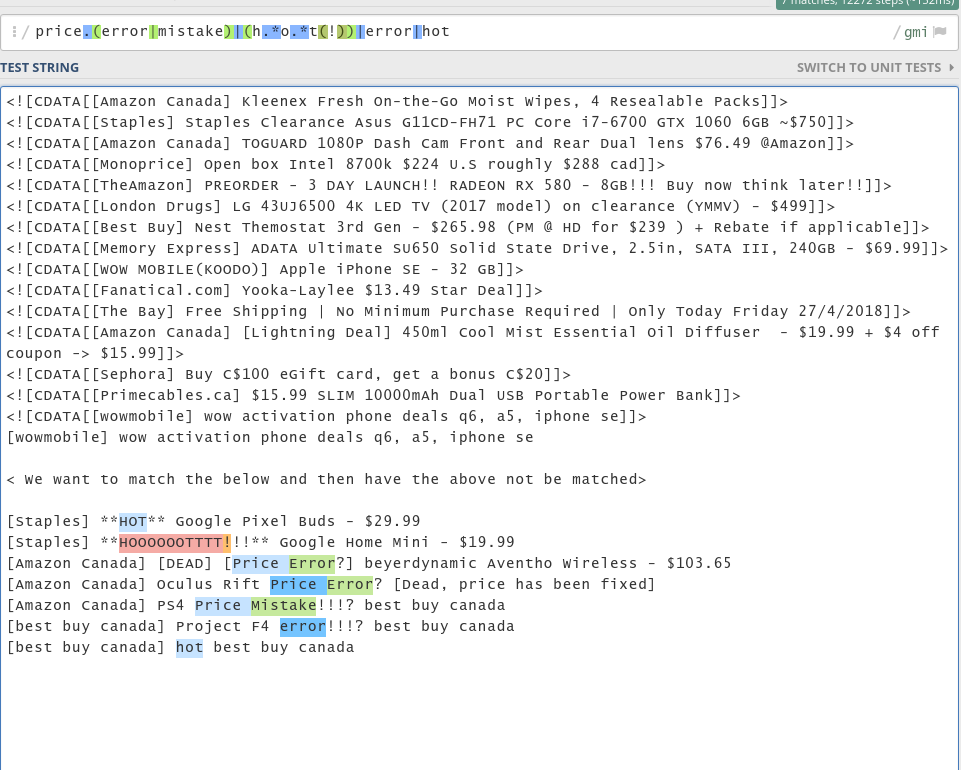 7 matches, 12272 steps (~132ms)
/ price.(error|mistake)|(h.*o.*t(!))|error|hot / gmi
TEST STRING SWITCH TO UNIT TESTS
<![CDATA[[Amazon Canada] Kleenex Fresh On-the-Go Moist Wipes, 4 Resealable Packs]]>
<![CDATA[[Staples] Staples Clearance Asus G11CD-FH71 PC Core i7-6700 GTX 1060 6GB ~$750]]>
<![CDATA[[Amazon Canada] TOGUARD 1080P Dash Cam Front and Rear Dual lens $76.49 @Amazon]]>
<![CDATA[[Monoprice] Open box Intel 8700k $224 U.S roughly $288 cad]]>
<![CDATA[[TheAmazon] PREORDER - 3 DAY LAUNCH!! RADEON RX 580 - 8GB!!! Buy now think later!!]]>
<![CDATA[[London Drugs] LG 43UJ6500 4K LED TV (2017 model) on clearance (YMMV) - $499]]>
<![CDATA[[Best Buy] Nest Themostat 3rd Gen - $265.98 (PM @ HD for $239 ) + Rebate if applicable]]>
<![CDATA[[Memory Express] ADATA Ultimate SU650 Solid State Drive, 2.5in, SATA III, 240GB - $69.99]]>
<![CDATA[[WOW MOBILE(KOODO)] Apple iPhone SE - 32 GB]]>
<![CDATA[[Fanatical.com] Yooka-Laylee $13.49 Star Deal]]>
<![CDATA[[The Bay] Free Shipping | No Minimum Purchase Required | Only Today Friday 27/4/2018]]>
<![CDATA[[Amazon Canada] [Lightning Deal] 450ml Cool Mist Essential Oil Diffuser  - $19.99 + $4 off
coupon -> $15.99]]>
<![CDATA[[Sephora] Buy C$100 eGift card, get a bonus C$20]]>
<![CDATA[[Primecables.ca] $15.99 SLIM 10000mAh Dual USB Portable Power Bank]]>
<![CDATA[[wowmobile] wow activation phone deals q6, a5, iphone se]]>
[wowmobile] wow activation phone deals q6, a5, iphone se
< We want to match the below and then have the above not be matched>
[Staples] **HOT** Google Pixel Buds - $29.99
[Staples] **HOOOOOOTTTT!!!** Google Home Mini - $19.99
[Amazon Canada] [DEAD] [Price Error?] beyerdynamic Aventho Wireless - $103.65
[Amazon Canada] Oculus Rift Price Error? [Dead, price has been fixed]
[Amazon Canada] PS4 Price Mistake!!!? best buy canada
[best buy canada] Project F4 error!!!? best buy canada
[best buy canada] hot best buy canada